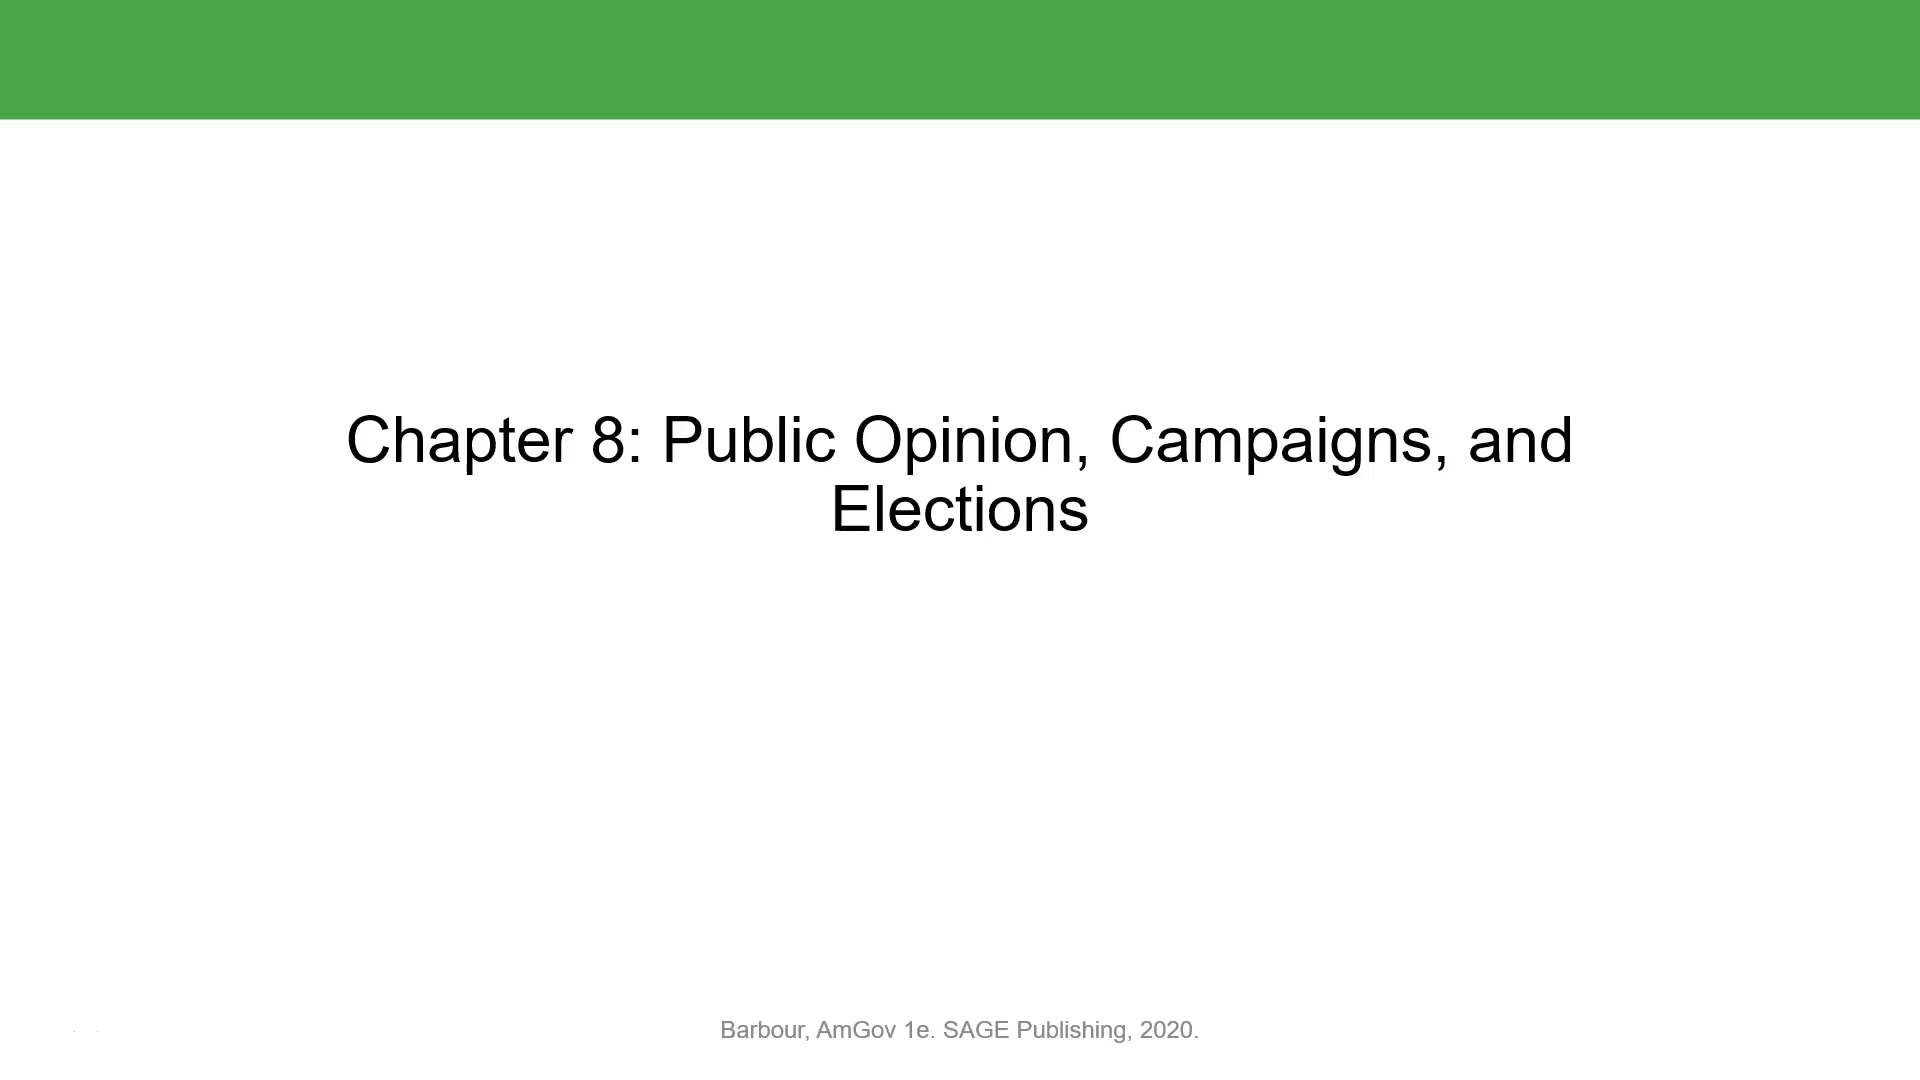 Chapter 8: Public Opinion, Campaigns, and
Elections
Barbour, AmGov 1e. SAGE Publishing, 2020.